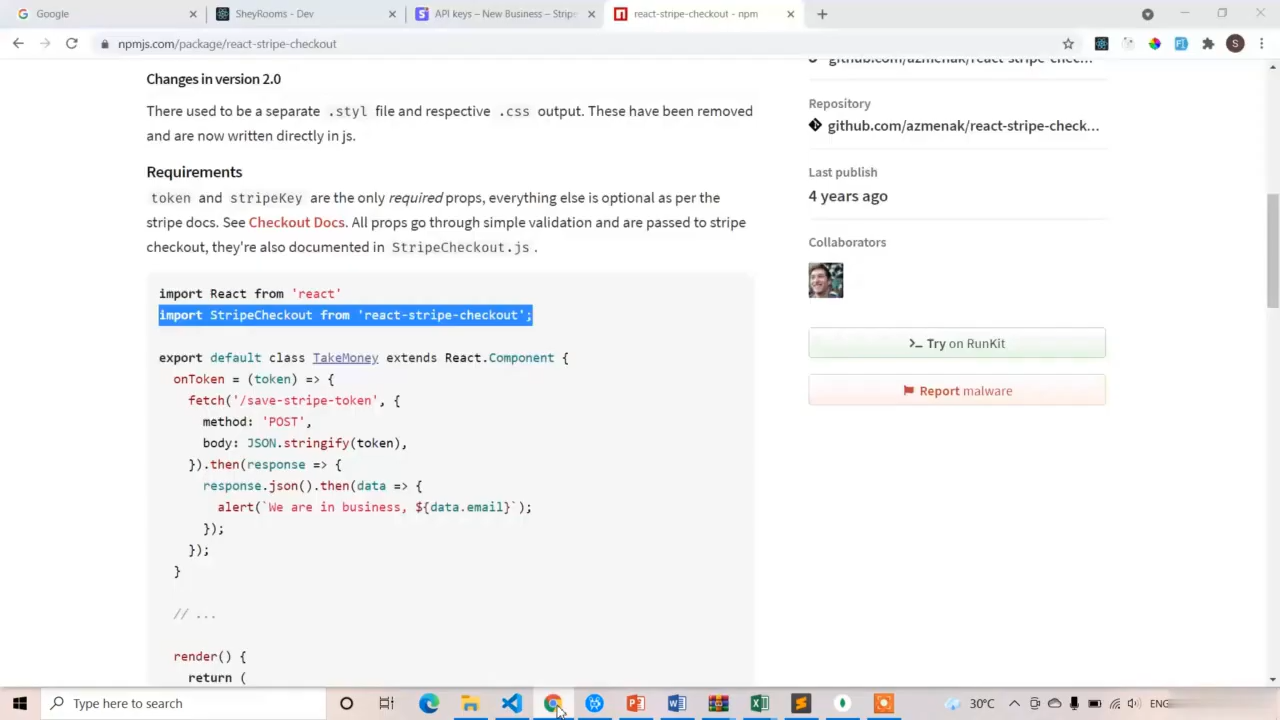 Google
SheyRooms - Dev
API keys – New Business – Stripe
react-stripe-checkout - npm
npmjs.com/package/react-stripe-checkout
S
Changes in version 2.0
There used to be a separate .styl file and respective .css output. These have been removed
and are now written directly in js.
Requirements
token and stripeKey are the only required props, everything else is optional as per the
stripe docs. See Checkout Docs. All props go through simple validation and are passed to stripe
checkout, they're also documented in StripeCheckout.js .
import React from 'react'
import StripeCheckout from 'react-stripe-checkout';
export default class TakeMoney extends React.Component {
onToken = (token) => {
fetch('/save-stripe-token', {
method: 'POST',
body: JSON.stringify(token),
}).then(response => {
response.json().then(data => {
alert(`We are in business, ${data.email}`);
});
});
}
// ...
render() {
return (
github.com/azmenak/react-stripe-chec...
Repository
github.com/azmenak/react-stripe-check...
Last publish
4 years ago
Collaborators
Try on RunKit
Report malware
Type here to search
30°C
ENG